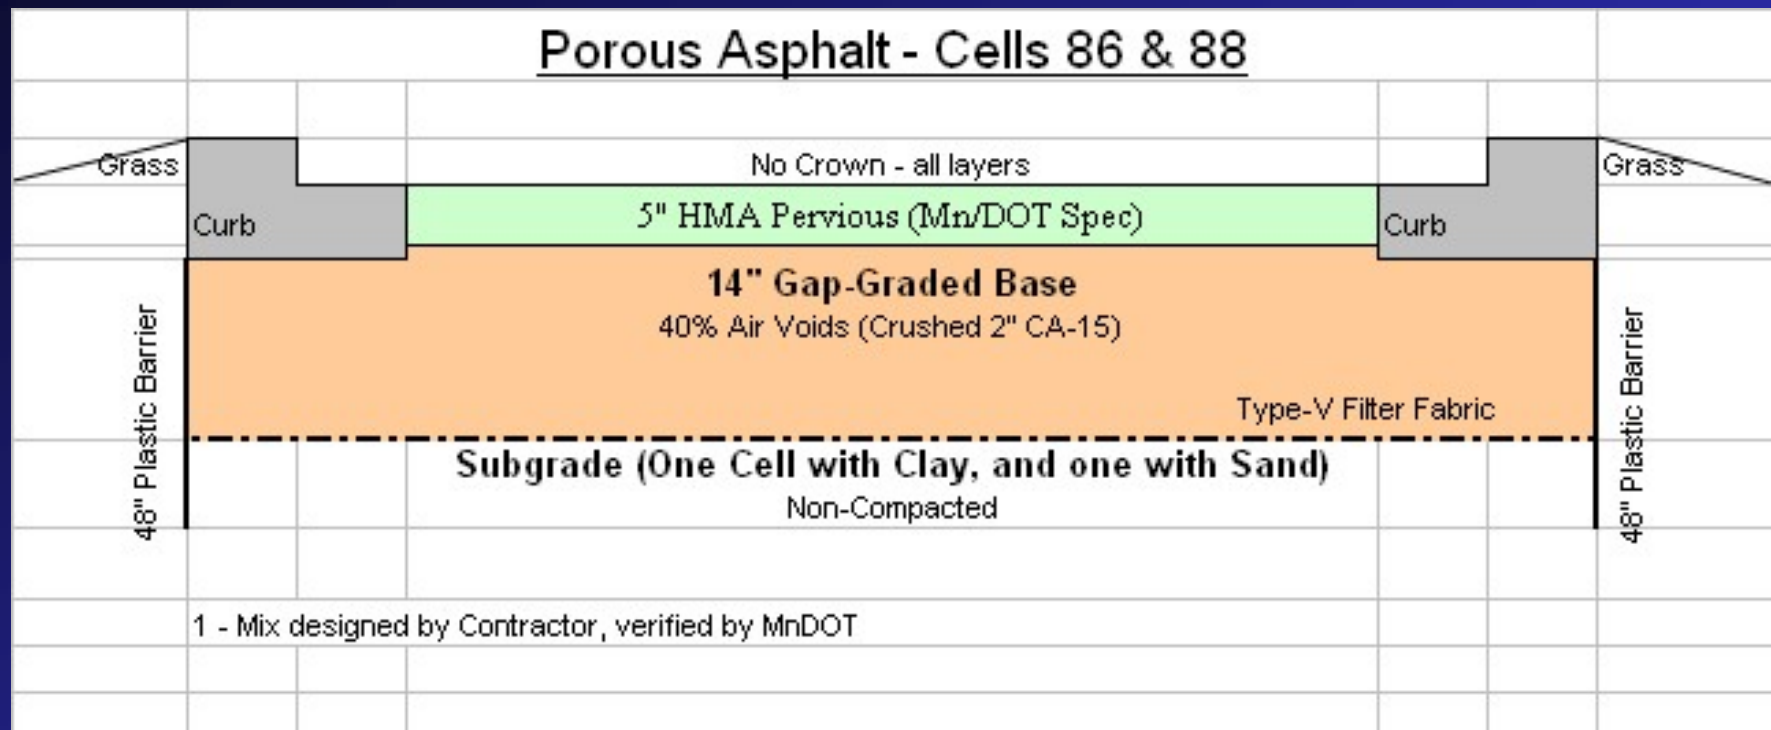 Porous Asphalt - Cells 86 & 88
Grass
No Crown - all layers
Grass
Curb
5" HMA Pervious (Mn/DOT Spec)
Curb
14" Gap-Graded Base
40% Air Voids (Crushed 2" CA-15)
48" Plastic Barrier
48" Plastic Barrier
Type-V Filter Fabric
Subgrade (One Cell with Clay, and one with Sand)
Non-Compacted
1 - Mix designed by Contractor, verified by MnDOT